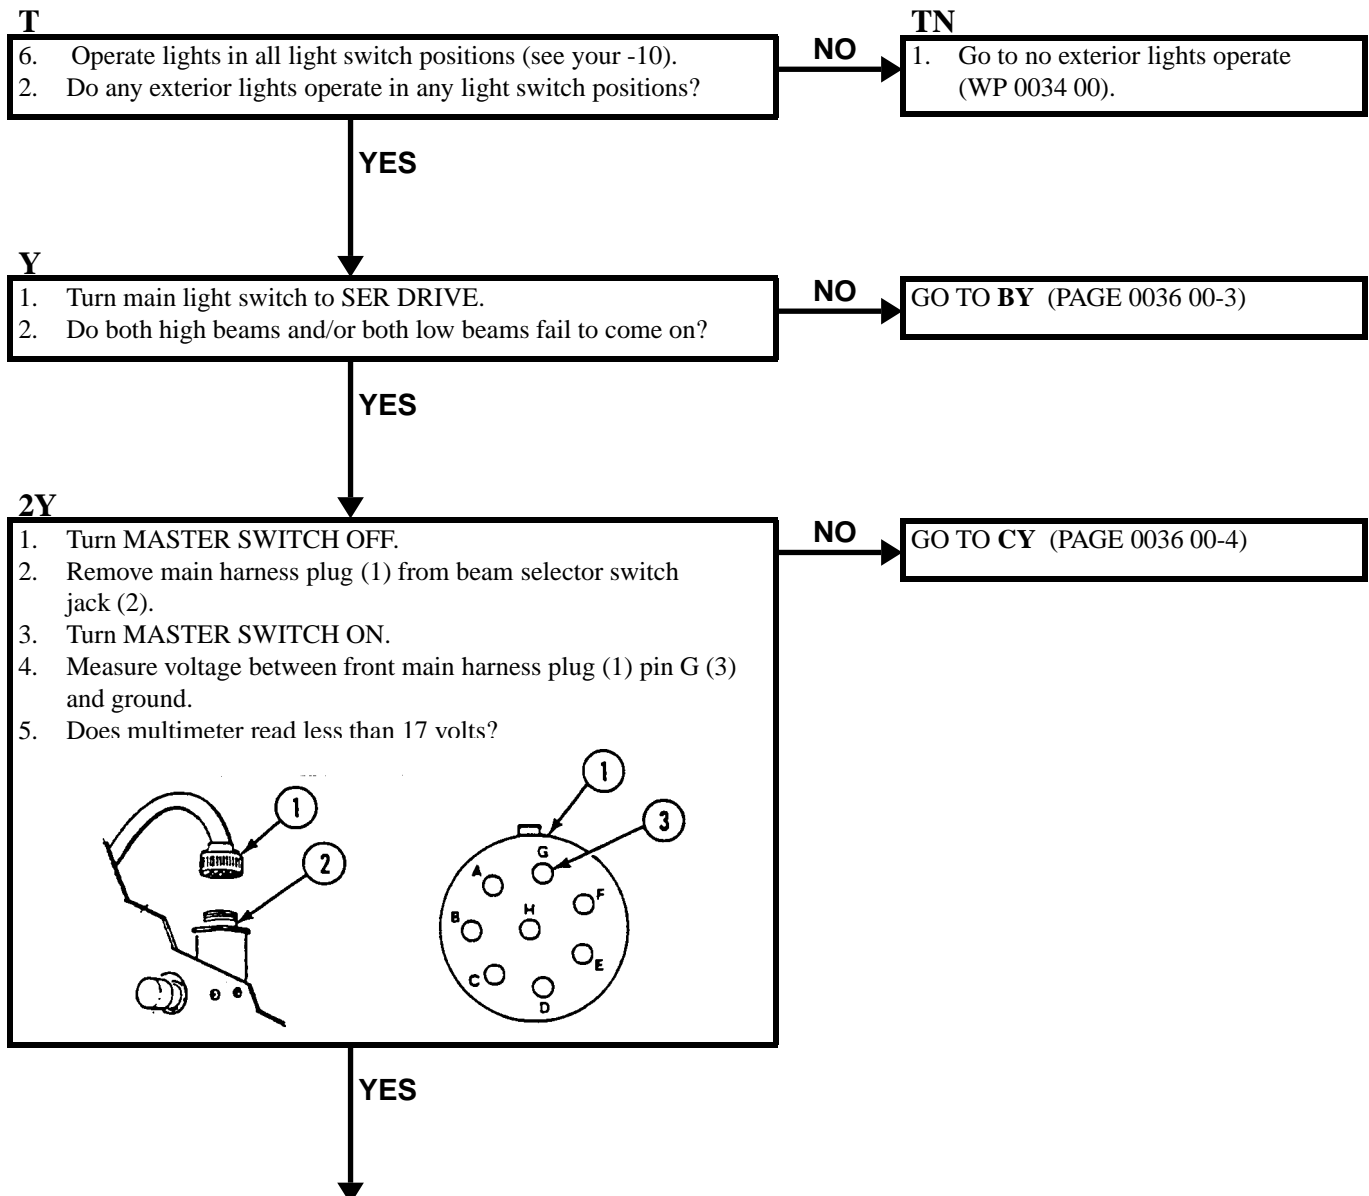 T
6. Operate lights in all light switch positions (see your -10).
2. Do any exterior lights operate in any light switch positions?
NO
TN
1. Go to no exterior lights operate
(WP 0034 00).
YES
Y
1. Turn main light switch to SER DRIVE.
2. Do both high beams and/or both low beams fail to come on?
NO
GO TO BY (PAGE 0036 00-3)
YES
2Y
1. Turn MASTER SWITCH OFF.
2. Remove main harness plug (1) from beam selector switch
jack (2).
3. Turn MASTER SWITCH ON.
4. Measure voltage between front main harness plug (1) pin G (3)
and ground.
5. Does multimeter read less than 17 volts?
NO
GO TO CY (PAGE 0036 00-4)
1
2
1
3
G
A
F
H
B
E
C
D
YES